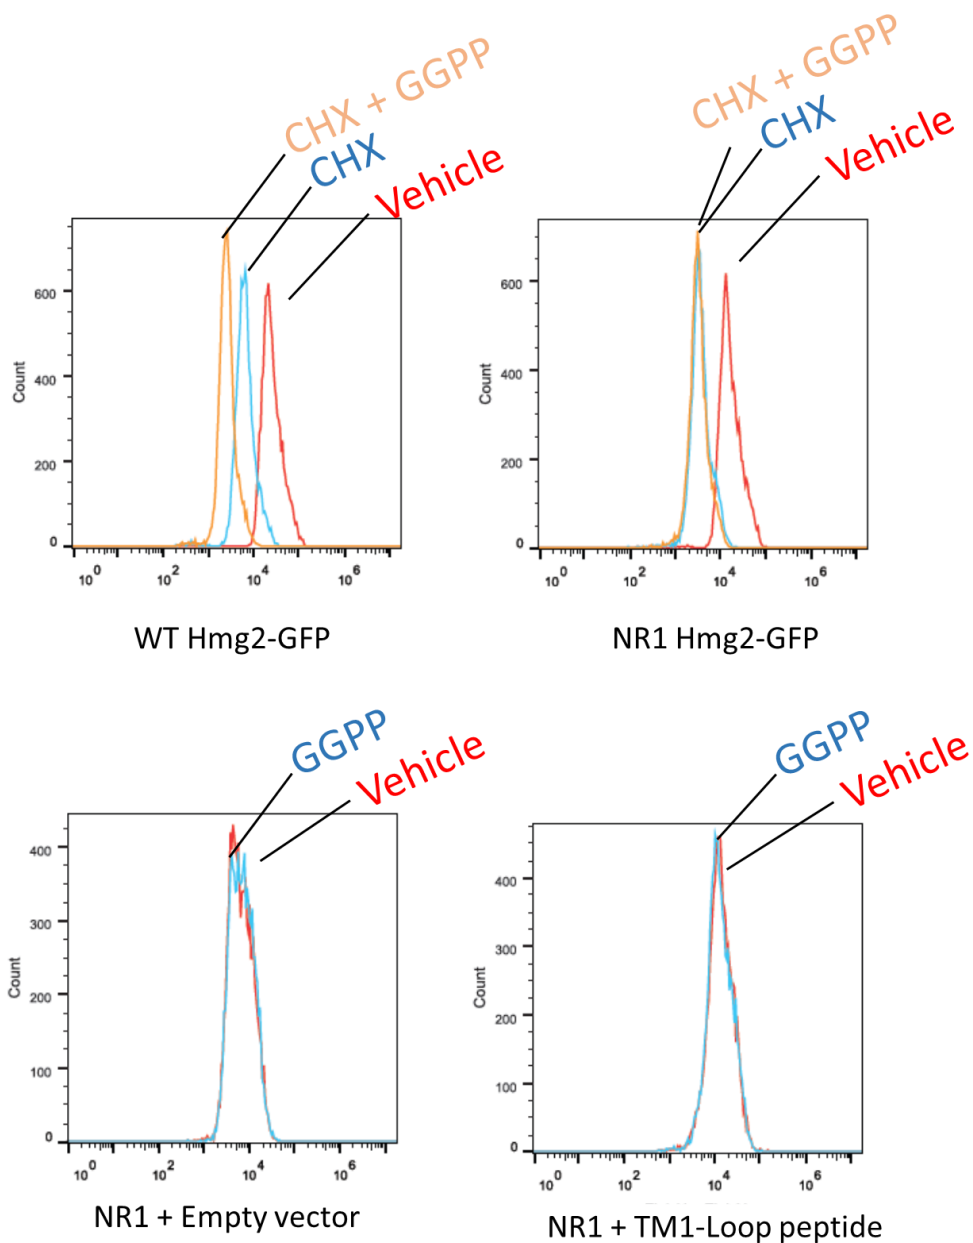 CHX + GGPP
CHX
Vehicle
CHX + GGPP
CHX
Vehicle
Count
600
400
200
0
10^0 10^2 10^4 10^6
WT Hmg2-GFP
Count
600
400
200
0
10^0 10^2 10^4 10^6
NR1 Hmg2-GFP
GGPP
Vehicle
GGPP
Vehicle
Count
400
300
200
100
0
10^0 10^2 10^4 10^6
NR1 + Empty vector
Count
400
300
200
100
0
10^0 10^2 10^4 10^6
NR1 + TM1-Loop peptide